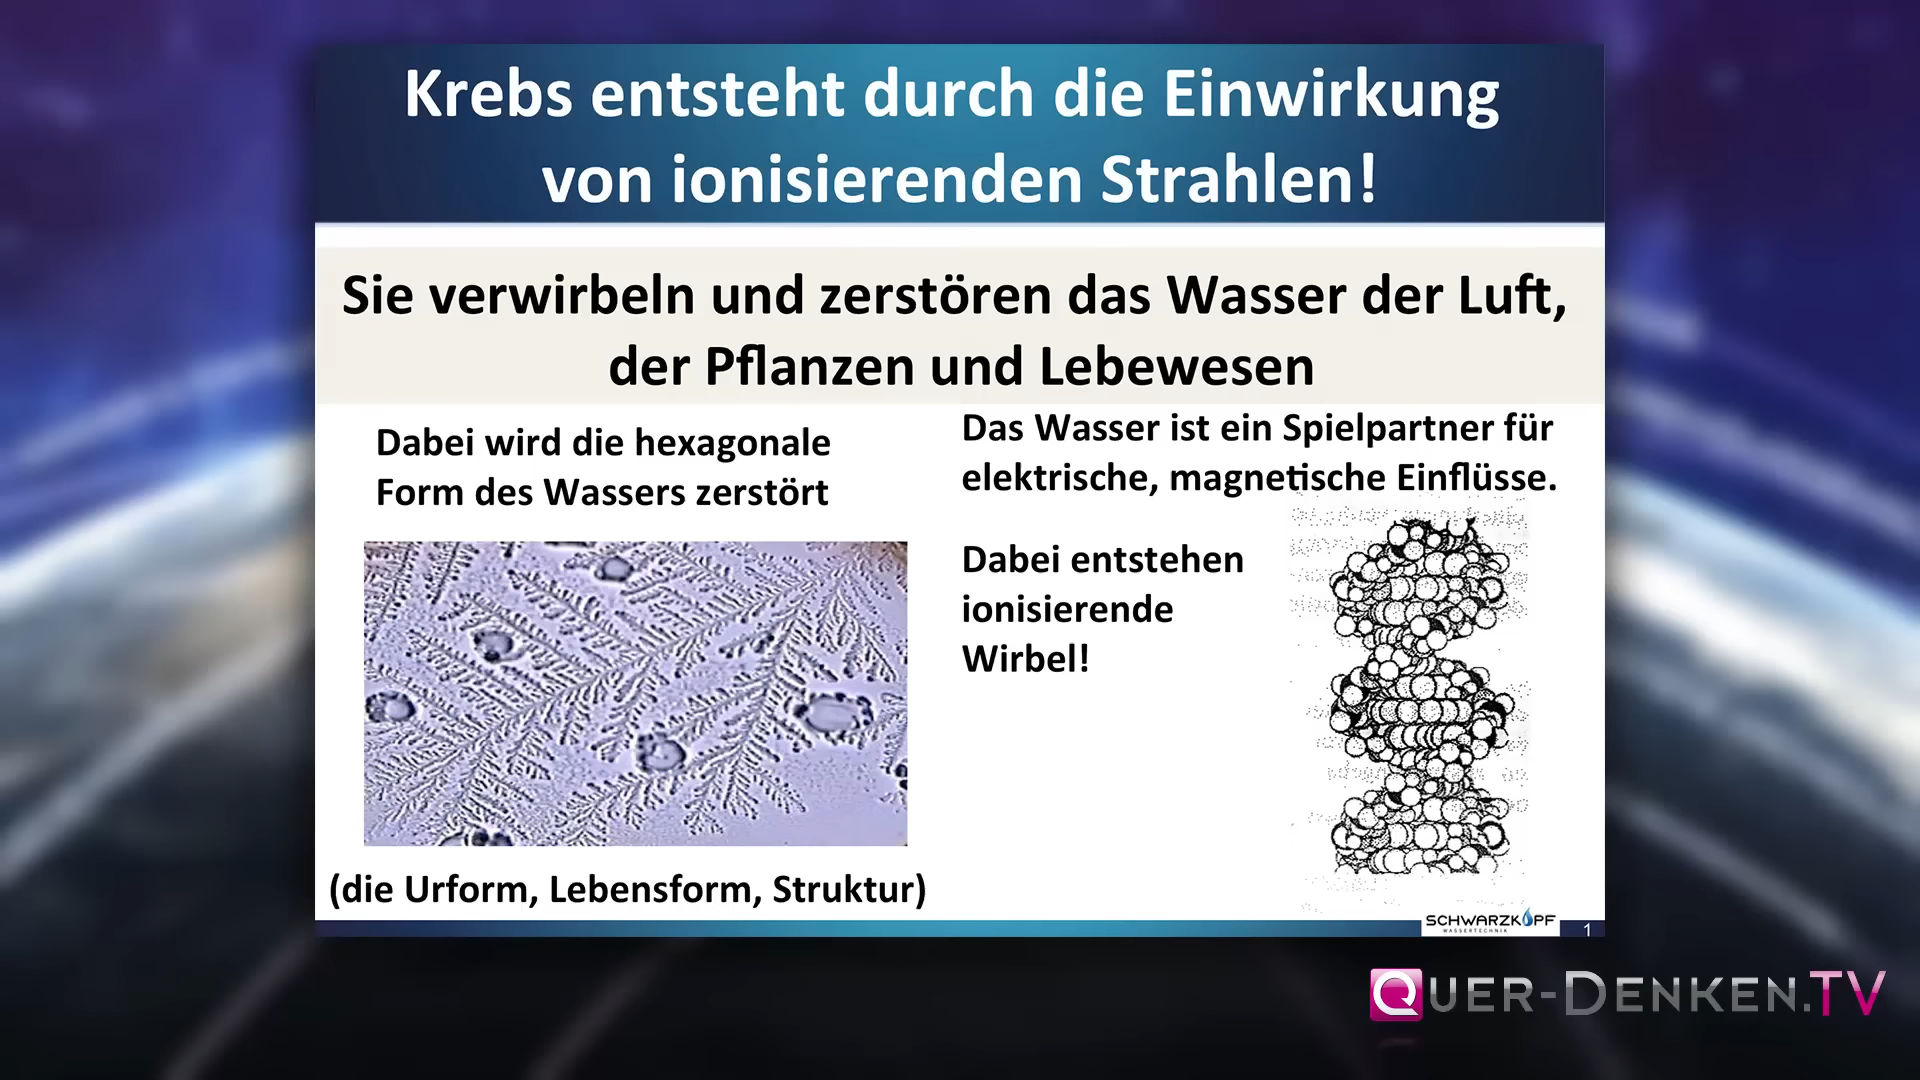 Krebs entsteht durch die Einwirkung
von ionisierenden Strahlen!
Sie verwirbeln und zerstören das Wasser der Luft,
der Pflanzen und Lebewesen
Dabei wird die hexagonale
Form des Wassers zerstört
(die Urform, Lebensform, Struktur)
Das Wasser ist ein Spielpartner für
elektrische, magnetische Einflüsse.
Dabei entstehen
ionisierende
Wirbel!
SCHWARZKOPF
WASSERTECHNIK
1
QUER-DENKEN.TV